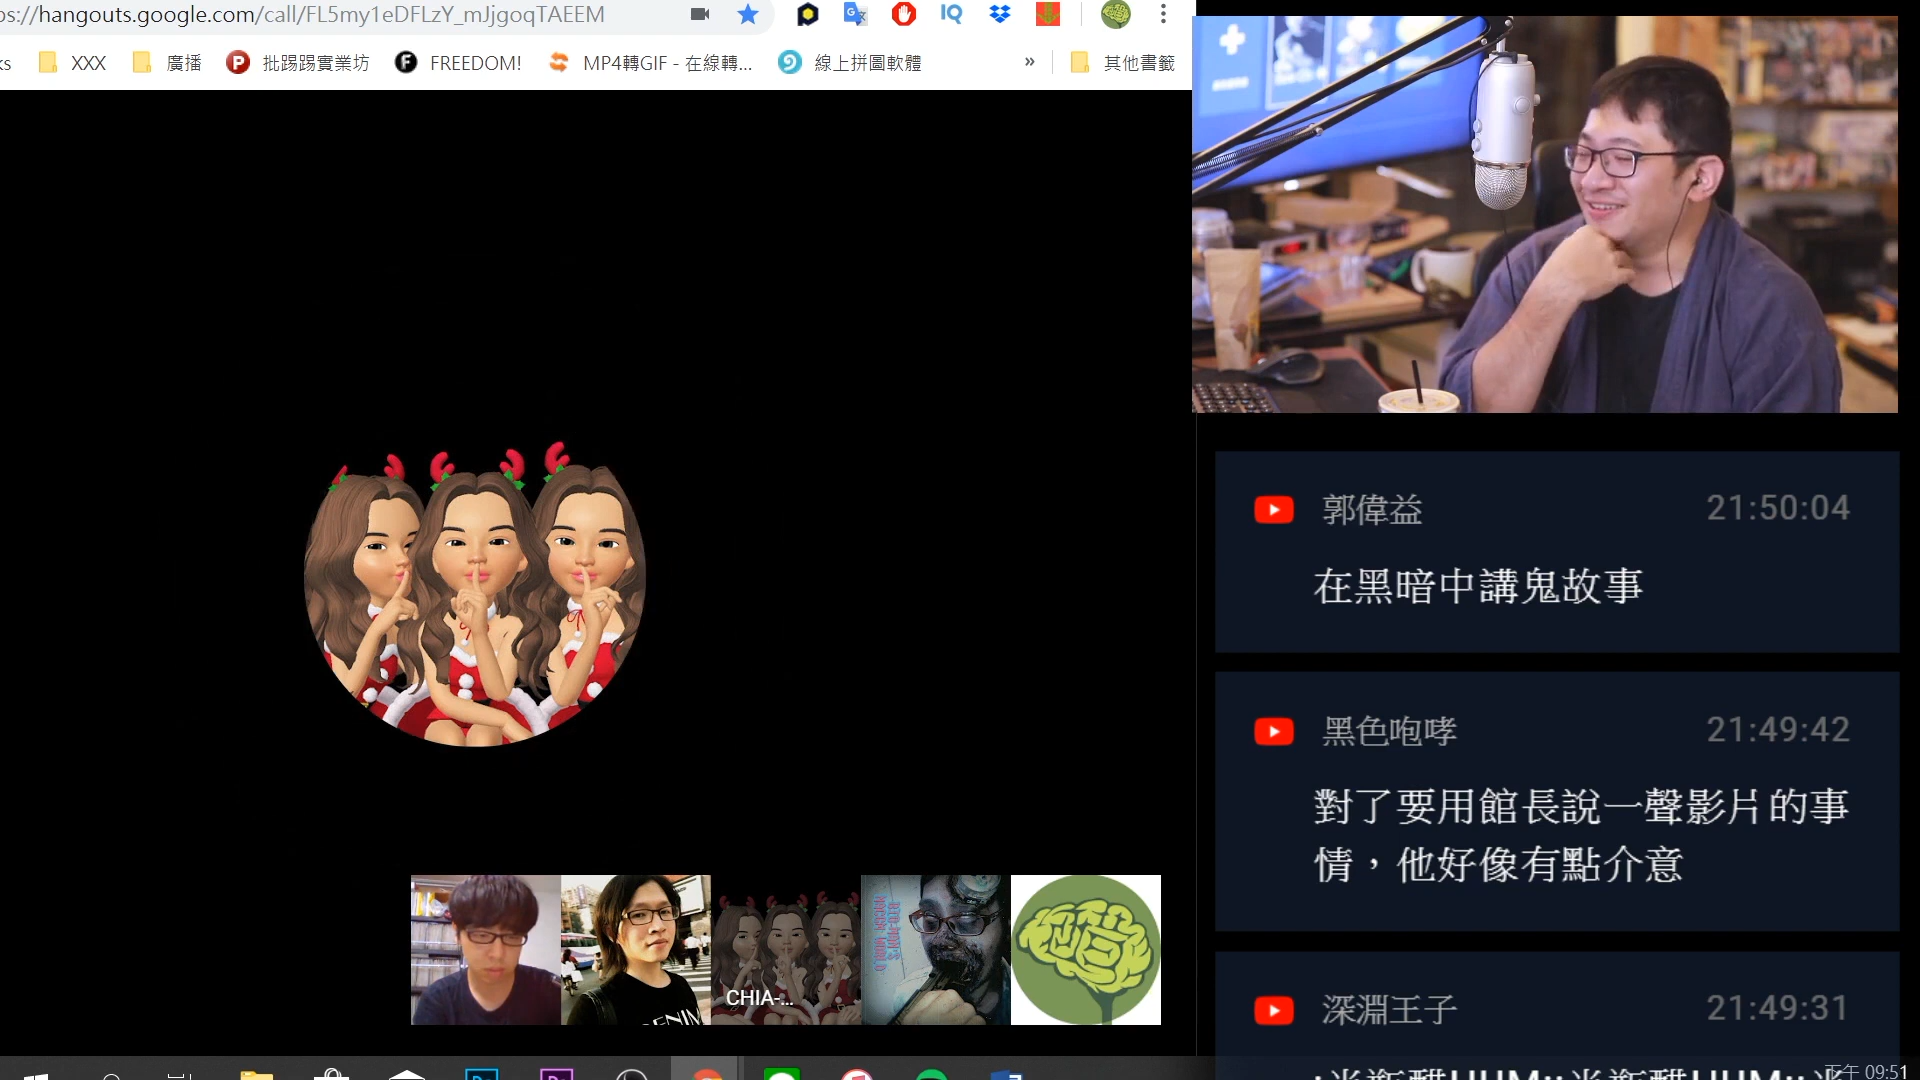 ps://hangouts.google.com/call/FL5my1eDFLzY_mJjgoqTAEEM
ks XXX 廣播 批踢踢實業坊 FREEDOM! MP4轉GIF - 在線轉... 線上拼圖軟體 » 其他書籤
郭偉益 21:50:04
在黑暗中講鬼故事
黑色咆哮 21:49:42
對了要用館長說一聲影片的事
情，他好像有點介意
深淵王子 21:49:31
CHIA-...
下午 09:51